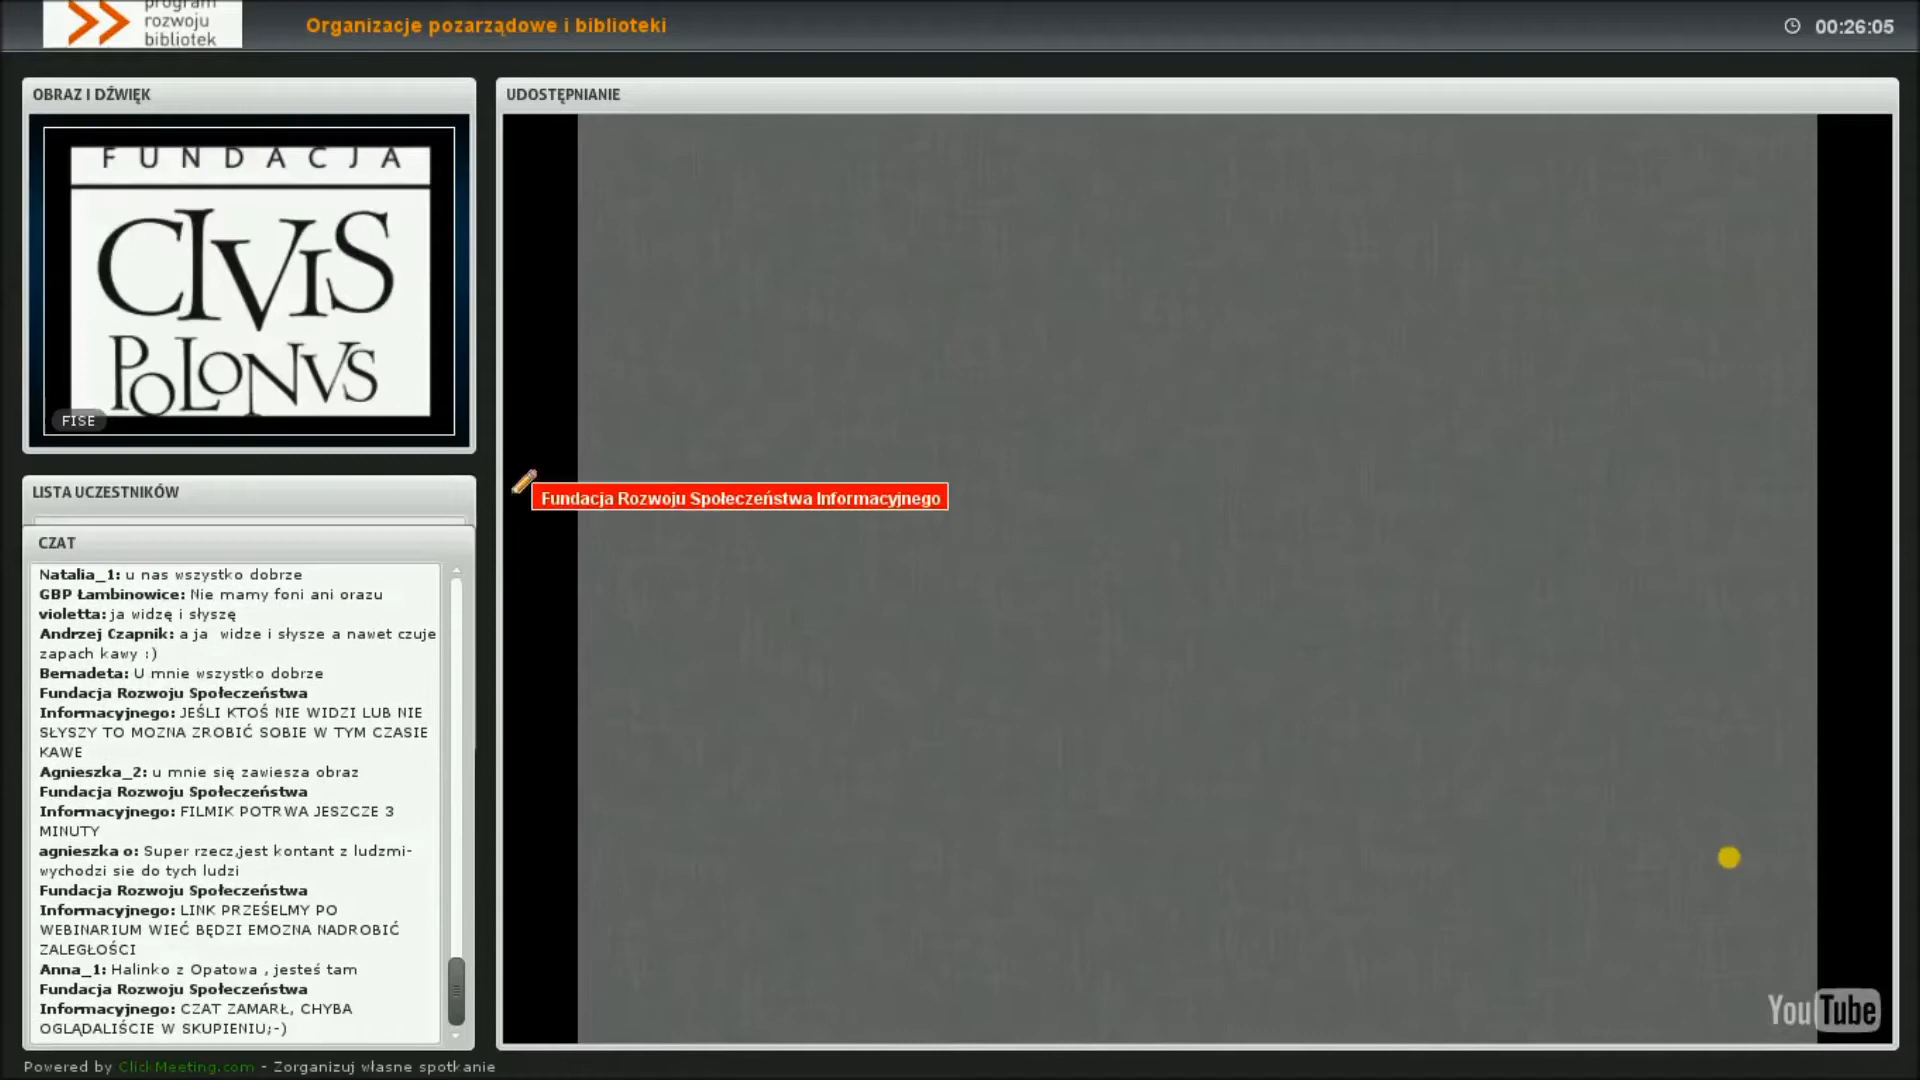 program
rozwoju
bibliotek
Organizacje pozarządowe i biblioteki
00:26:05
OBRAZ I DŹWIĘK
FUNDACJA
CIVIS
POLONVS
FISE
LISTA UCZESTNIKÓW
CZAT
Natalia_1: u nas wszystko dobrze
GBP Łambinowice: Nie mamy foni ani orazu
violetta: ja widzę i słyszę
Andrzej Czapnik: a ja widze i słysze a nawet czuje
zapach kawy :)
Bernadeta: U mnie wszystko dobrze
Fundacja Rozwoju Społeczeństwa
Informacyjnego: JEŚLI KTOŚ NIE WIDZI LUB NIE
SŁYSZY TO MOZNA ZROBIĆ SOBIE W TYM CZASIE
KAWE
Agnieszka_2: u mnie się zawiesza obraz
Fundacja Rozwoju Społeczeństwa
Informacyjnego: FILMIK POTRWA JESZCZE 3
MINUTY
agnieszka o: Super rzecz,jest kontant z ludzmi-
wychodzi sie do tych ludzi
Fundacja Rozwoju Społeczeństwa
Informacyjnego: LINK PRZEŚELMY PO
WEBINARIUM WIEĆ BĘDZI EMOZNA NADROBIĆ
ZALEGŁOŚCI
Anna_1: Halinko z Opatowa , jesteś tam
Fundacja Rozwoju Społeczeństwa
Informacyjnego: CZAT ZAMARŁ, CHYBA
OGLĄDALIŚCIE W SKUPIENIU;-)
UDOSTĘPNIANIE
Fundacja Rozwoju Społeczeństwa Informacyjnego
YouTube
Powered by ClickMeeting.com - Zorganizuj własne spotkanie